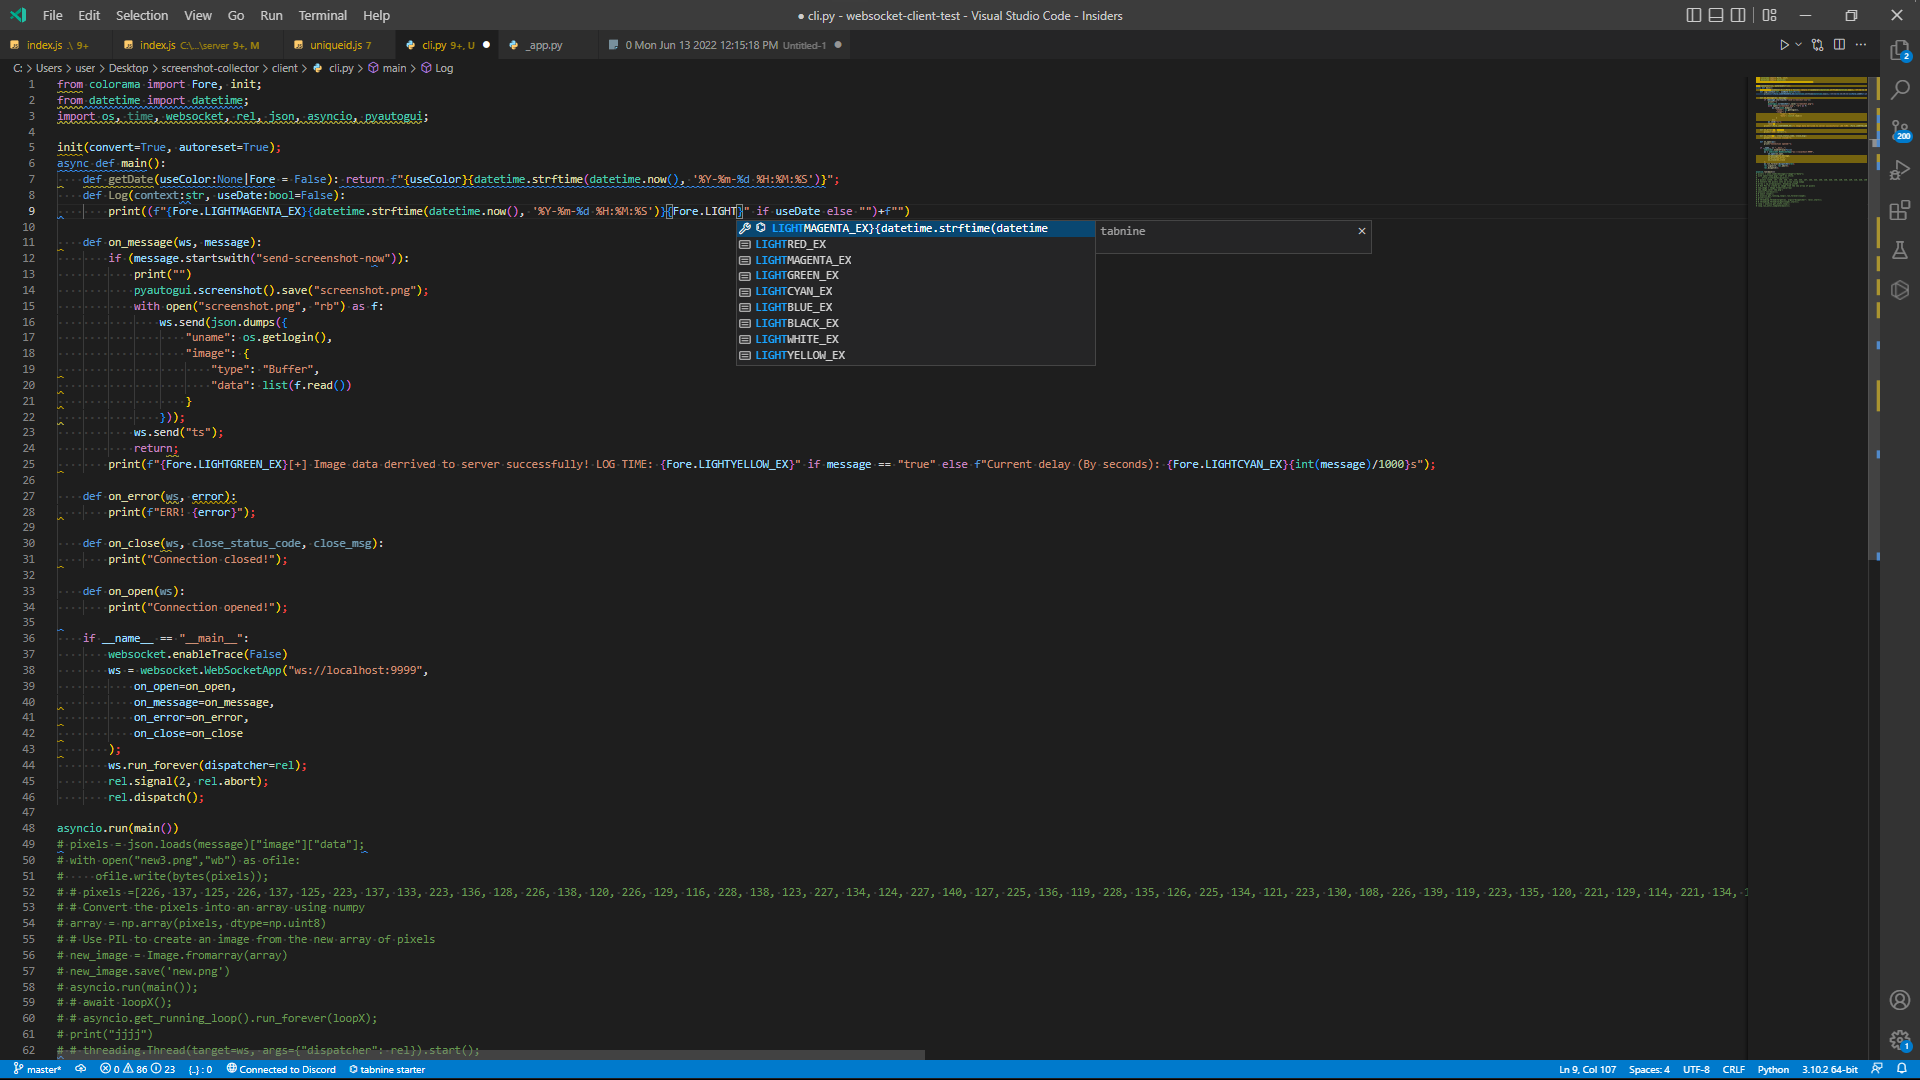 File Edit Selection View Go Run Terminal Help
● cli.py - websocket-client-test - Visual Studio Code - Insiders
index.js .\ 9+
index.js C:\...\server 9+, M
uniqueid.js 7
cli.py 9+, U
_app.py
0 Mon Jun 13 2022 12:15:18 PM Untitled-1
C: > Users > user > Desktop > screenshot-collector > client > cli.py > main > Log
1 from colorama import Fore, init;
2 from datetime import datetime;
3 import os, time, websocket, rel, json, asyncio, pyautogui;
4
5 init(convert=True, autoreset=True);
6 async def main():
7     def getDate(useColor:None|Fore = False): return f"{useColor}{datetime.strftime(datetime.now(), '%Y-%m-%d %H:%M:%S')}";
8     def Log(context:str, useDate:bool=False):
9         print((f"{Fore.LIGHTMAGENTA_EX}{datetime.strftime(datetime.now(), '%Y-%m-%d %H:%M:%S')}{Fore.LIGHT}" if useDate else "")+f"")
LIGHTMAGENTA_EX}{datetime.strftime(datetime
tabnine
LIGHTRED_EX
LIGHTMAGENTA_EX
LIGHTGREEN_EX
LIGHTCYAN_EX
LIGHTBLUE_EX
LIGHTBLACK_EX
LIGHTWHITE_EX
LIGHTYELLOW_EX
10
11     def on_message(ws, message):
12         if (message.startswith("send-screenshot-now")):
13             print("")
14             pyautogui.screenshot().save("screenshot.png");
15             with open("screenshot.png", "rb") as f:
16                 ws.send(json.dumps({
17                     "uname": os.getlogin(),
18                     "image": {
19                         "type": "Buffer",
20                         "data": list(f.read())
21                     }
22                 }));
23             ws.send("ts");
24             return;
25         print(f"{Fore.LIGHTGREEN_EX}[+] Image data derrived to server successfully! LOG TIME: {Fore.LIGHTYELLOW_EX}" if message == "true" else f"Current delay (By seconds): {Fore.LIGHTCYAN_EX}{int(message)/1000}s");
26
27     def on_error(ws, error):
28         print(f"ERR! {error}");
29
30     def on_close(ws, close_status_code, close_msg):
31         print("Connection closed!");
32
33     def on_open(ws):
34         print("Connection opened!");
35
36     if __name__ == "__main__":
37         websocket.enableTrace(False)
38         ws = websocket.WebSocketApp("ws://localhost:9999",
39             on_open=on_open,
40             on_message=on_message,
41             on_error=on_error,
42             on_close=on_close
43         );
44         ws.run_forever(dispatcher=rel);
45         rel.signal(2, rel.abort);
46         rel.dispatch();
47
48 asyncio.run(main())
49 # pixels = json.loads(message)["image"]["data"];
50 # with open("new3.png","wb") as ofile:
51 #     ofile.write(bytes(pixels));
52 # # pixels =[226, 137, 125, 226, 137, 125, 223, 137, 133, 223, 136, 128, 226, 138, 120, 226, 129, 116, 228, 138, 123, 227, 134, 124, 227, 140, 127, 225, 136, 119, 228, 135, 126, 225, 134, 121, 223, 130, 108, 226, 139, 119, 223, 135, 120, 221, 129, 114, 221, 134,
53 # # Convert the pixels into an array using numpy
54 # array = np.array(pixels, dtype=np.uint8)
55 # # Use PIL to create an image from the new array of pixels
56 # new_image = Image.fromarray(array)
57 # new_image.save('new.png')
58 # asyncio.run(main());
59 # # await loopX();
60 # # asyncio.get_running_loop().run_forever(loopX);
61 # print("jjjj")
62 # # threading.Thread(target=ws, args={"dispatcher": rel}).start();
2
200
1
master* 0 86 23 {..} : 0 Connected to Discord tabnine starter
Ln 9, Col 107 Spaces: 4 UTF-8 CRLF Python 3.10.2 64-bit